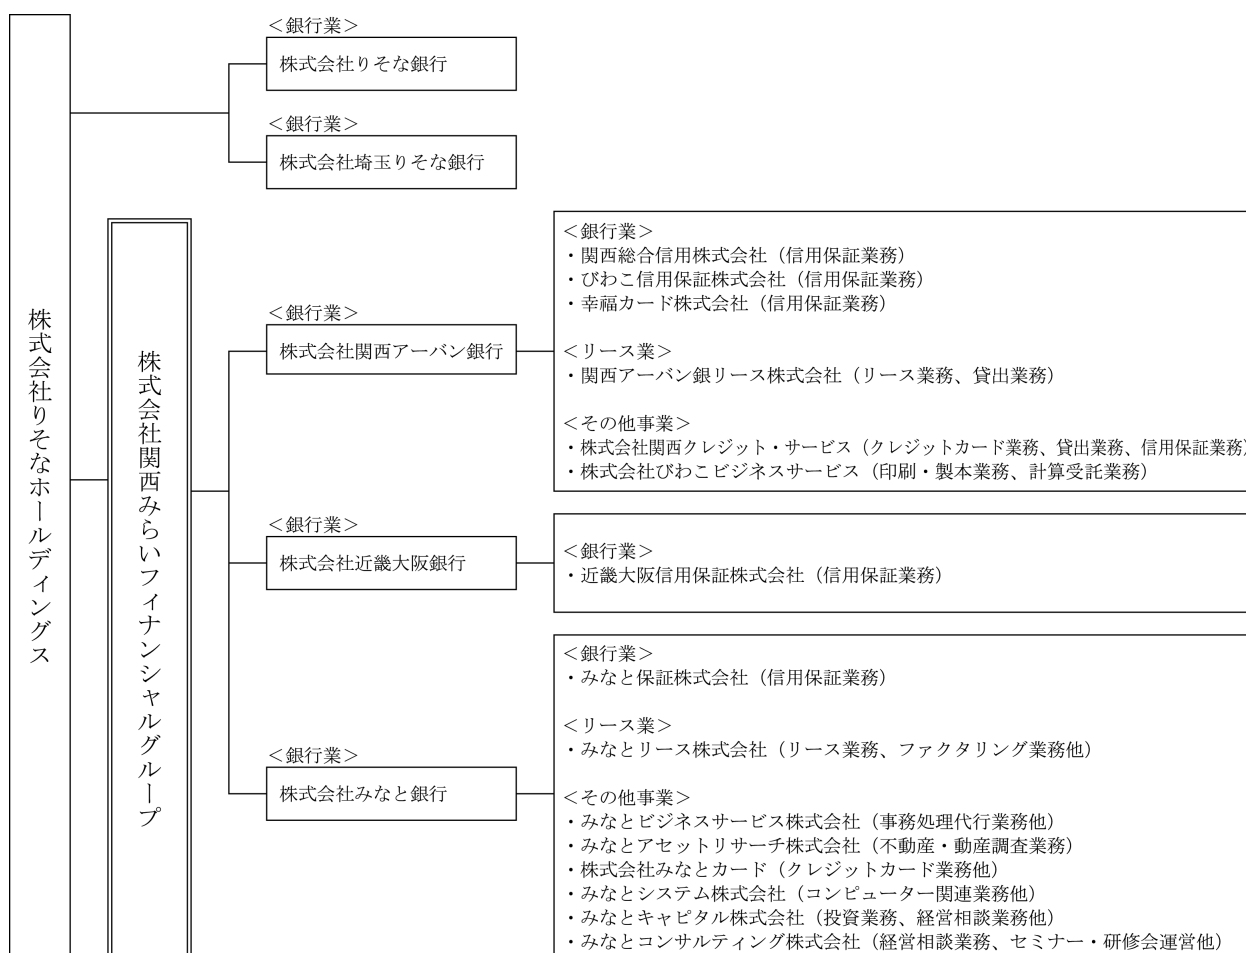 株式会社りそなホールディングス
＜銀行業＞
株式会社りそな銀行
＜銀行業＞
株式会社埼玉りそな銀行
株式会社関西みらいフィナンシャルグループ
＜銀行業＞
株式会社関西アーバン銀行
＜銀行業＞
・関西総合信用株式会社（信用保証業務）
・びわこ信用保証株式会社（信用保証業務）
・幸福カード株式会社（信用保証業務）
＜リース業＞
・関西アーバン銀リース株式会社（リース業務、貸出業務）
＜その他事業＞
・株式会社関西クレジット・サービス（クレジットカード業務、貸出業務、信用保証業務）
・株式会社びわこビジネスサービス（印刷・製本業務、計算受託業務）
＜銀行業＞
株式会社近畿大阪銀行
＜銀行業＞
・近畿大阪信用保証株式会社（信用保証業務）
＜銀行業＞
株式会社みなと銀行
＜銀行業＞
・みなと保証株式会社（信用保証業務）
＜リース業＞
・みなとリース株式会社（リース業務、ファクタリング業務他）
＜その他事業＞
・みなとビジネスサービス株式会社（事務処理代行業務他）
・みなとアセットリサーチ株式会社（不動産・動産調査業務）
・株式会社みなとカード（クレジットカード業務他）
・みなとシステム株式会社（コンピューター関連業務他）
・みなとキャピタル株式会社（投資業務、経営相談業務他）
・みなとコンサルティング株式会社（経営相談業務、セミナー・研修会運営他）